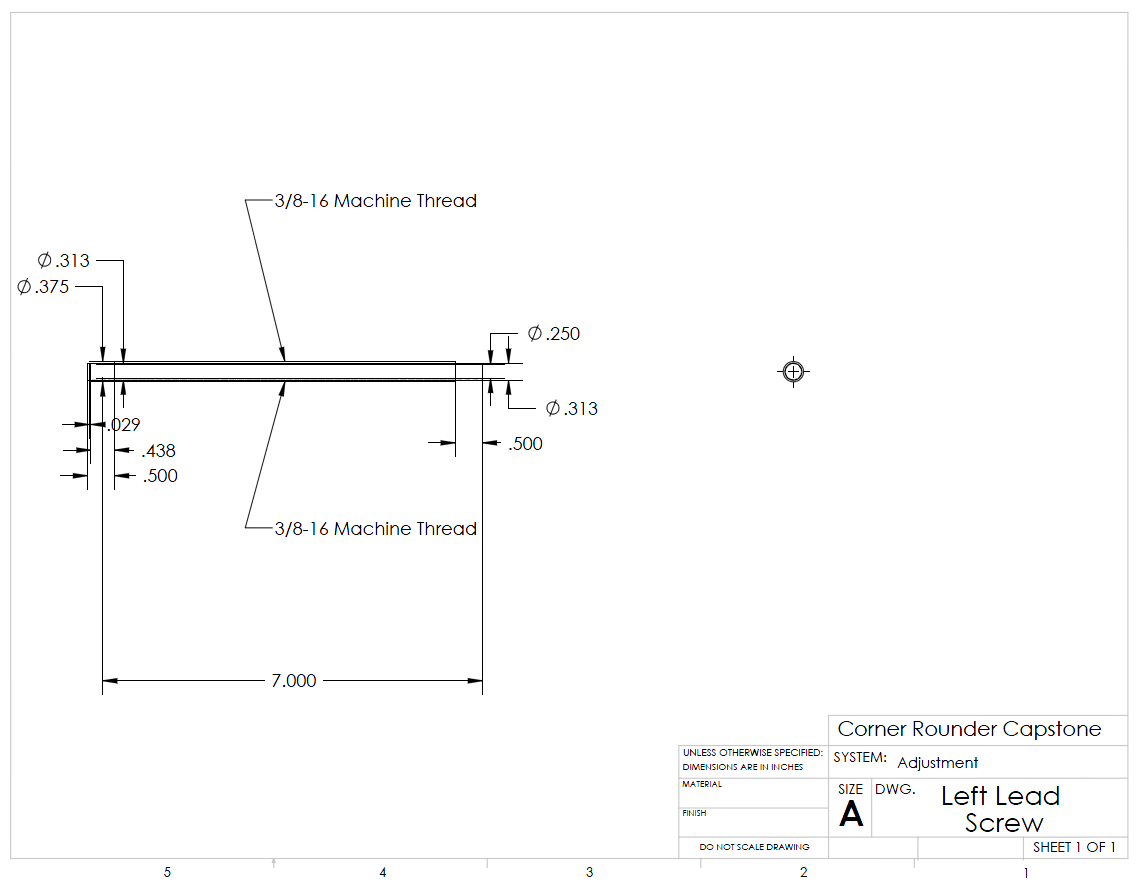 3/8-16 Machine Thread
∅.313
∅.375
∅.250
∅.313
.029
.438
.500
.500
3/8-16 Machine Thread
7.000
Corner Rounder Capstone
UNLESS OTHERWISE SPECIFIED:
DIMENSIONS ARE IN INCHES
SYSTEM: Adjustment
MATERIAL
SIZE
A
DWG. Left Lead
Screw
FINISH
DO NOT SCALE DRAWING
SHEET 1 OF 1
5 4 3 2 1